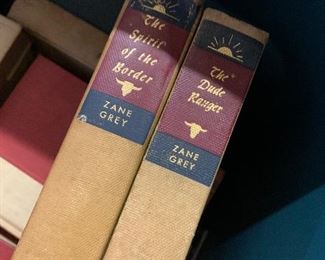 The
Spirit
of the
Border
ZANE
GREY
The
Dude
Ranger
ZANE
GREY